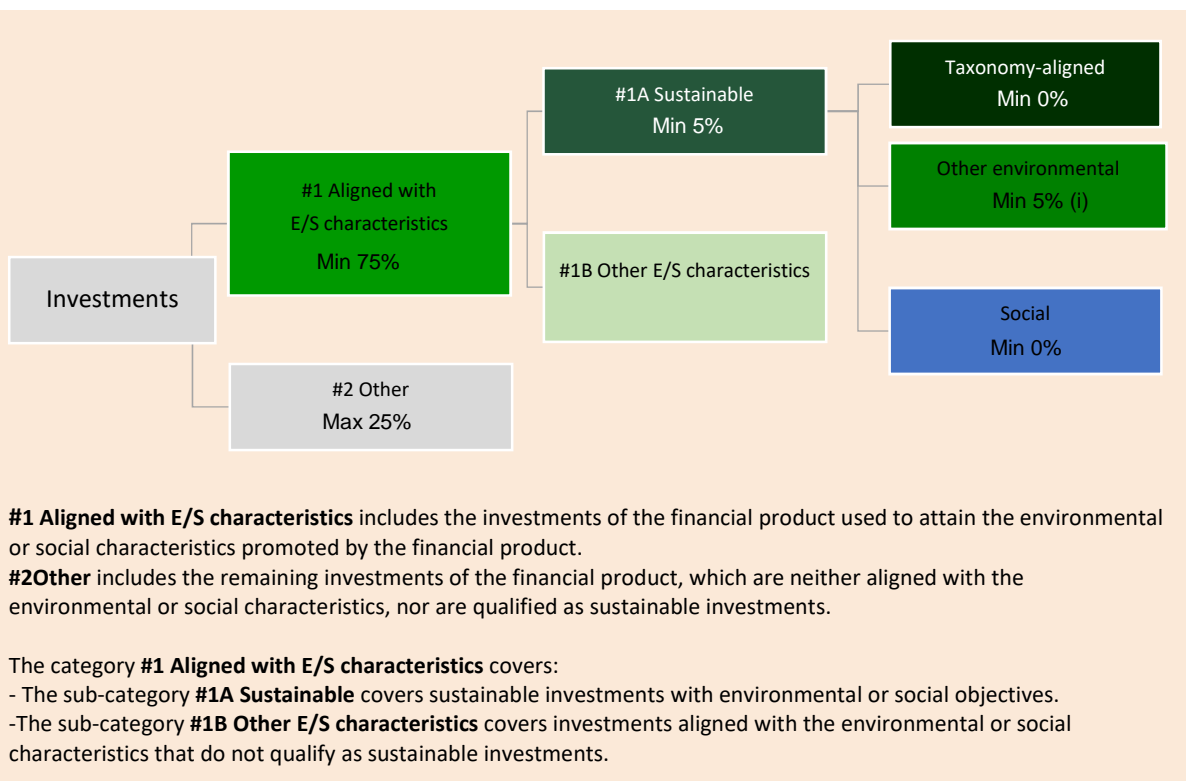 Investments
#1 Aligned with
E/S characteristics
Min 75%
#2 Other
Max 25%
#1A Sustainable
Min 5%
#1B Other E/S characteristics
Taxonomy-aligned
Min 0%
Other environmental
Min 5% (i)
Social
Min 0%
#1 Aligned with E/S characteristics includes the investments of the financial product used to attain the environmental
or social characteristics promoted by the financial product.
#2Other includes the remaining investments of the financial product, which are neither aligned with the
environmental or social characteristics, nor are qualified as sustainable investments.
The category #1 Aligned with E/S characteristics covers:
- The sub-category #1A Sustainable covers sustainable investments with environmental or social objectives.
-The sub-category #1B Other E/S characteristics covers investments aligned with the environmental or social
characteristics that do not qualify as sustainable investments.